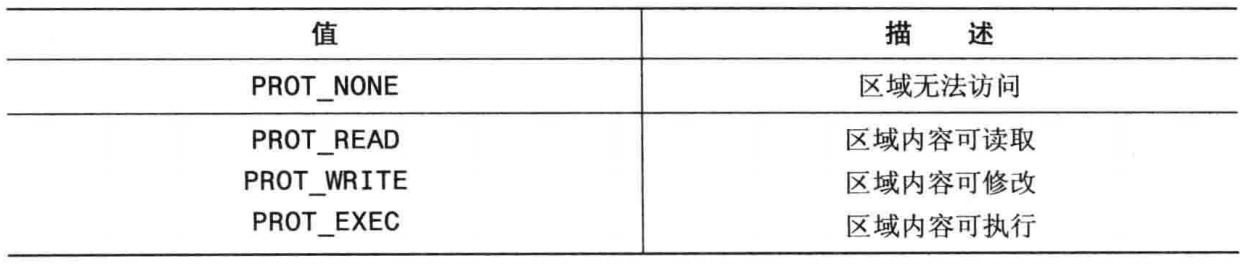 值 描 述
PROT_NONE 区域无法访问
PROT_READ 区域内容可读取
PROT_WRITE 区域内容可修改
PROT_EXEC 区域内容可执行